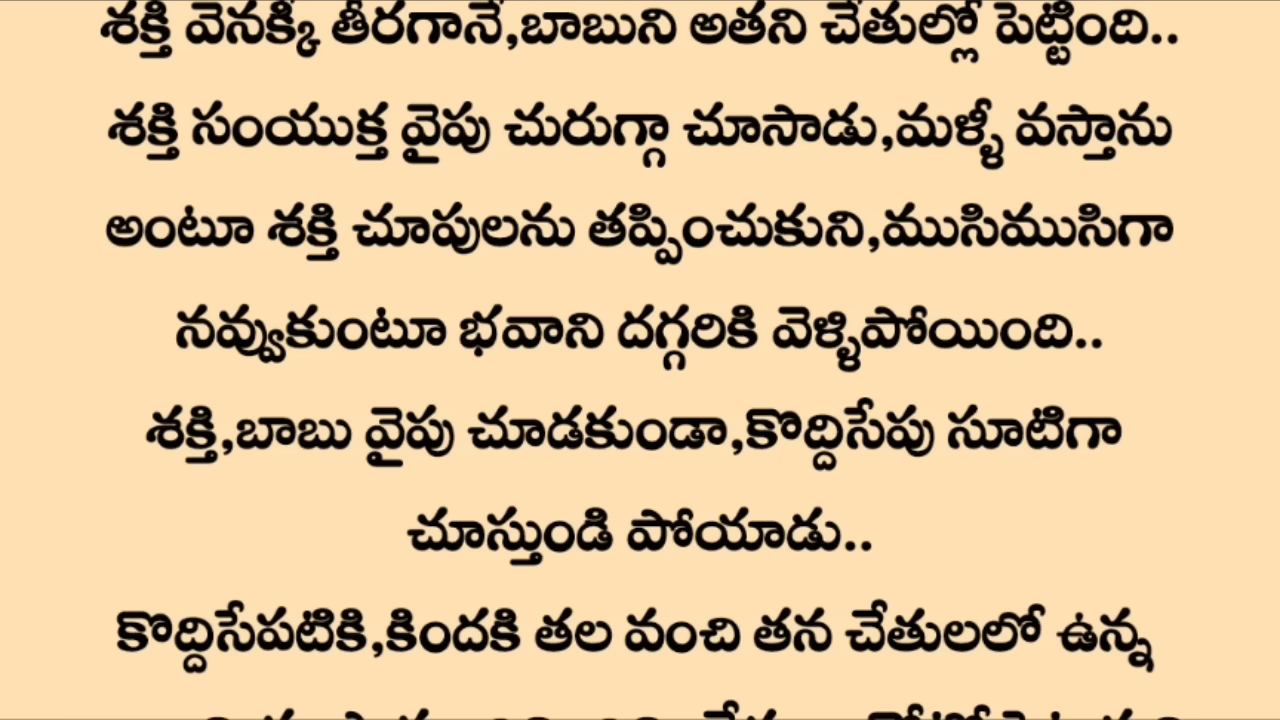 శక్తి వెనక్కి తీరగానే,బాబుని అతని చేతుల్లో పెట్టింది..
శక్తి సంయుక్త వైపు చురుగ్గా చూసాడు,మళ్ళీ వస్తాను
అంటూ శక్తి చూపులను తప్పించుకుని,ముసిముసిగా
నవ్వుకుంటూ భవాని దగ్గరికి వెళ్ళిపోయింది..
శక్తి,బాబు వైపు చూడకుండా,కొద్దిసేపు సూటిగా
చూస్తుండి పోయాడు..
కొద్దిసేపటికి,కిందకి తల వంచి తన చేతులలో ఉన్న